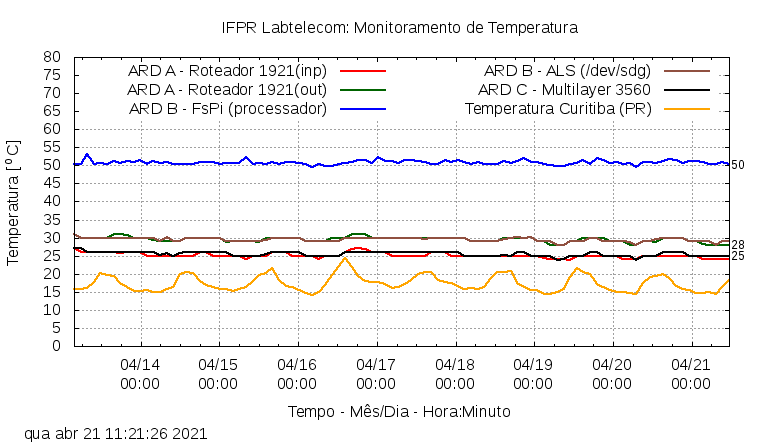 IFPR Labtelecom: Monitoramento de Temperatura
Temperatura [ºC]
80
75
70
65
60
55
50
45
40
35
30
25
20
15
10
5
0
ARD A - Roteador 1921(inp)
ARD A - Roteador 1921(out)
ARD B - FsPi (processador)
ARD B - ALS (/dev/sdg)
ARD C - Multilayer 3560
Temperatura Curitiba (PR)
50
28
25
04/14 00:00
04/15 00:00
04/16 00:00
04/17 00:00
04/18 00:00
04/19 00:00
04/20 00:00
04/21 00:00
Tempo - Mês/Dia - Hora:Minuto
qua abr 21 11:21:26 2021